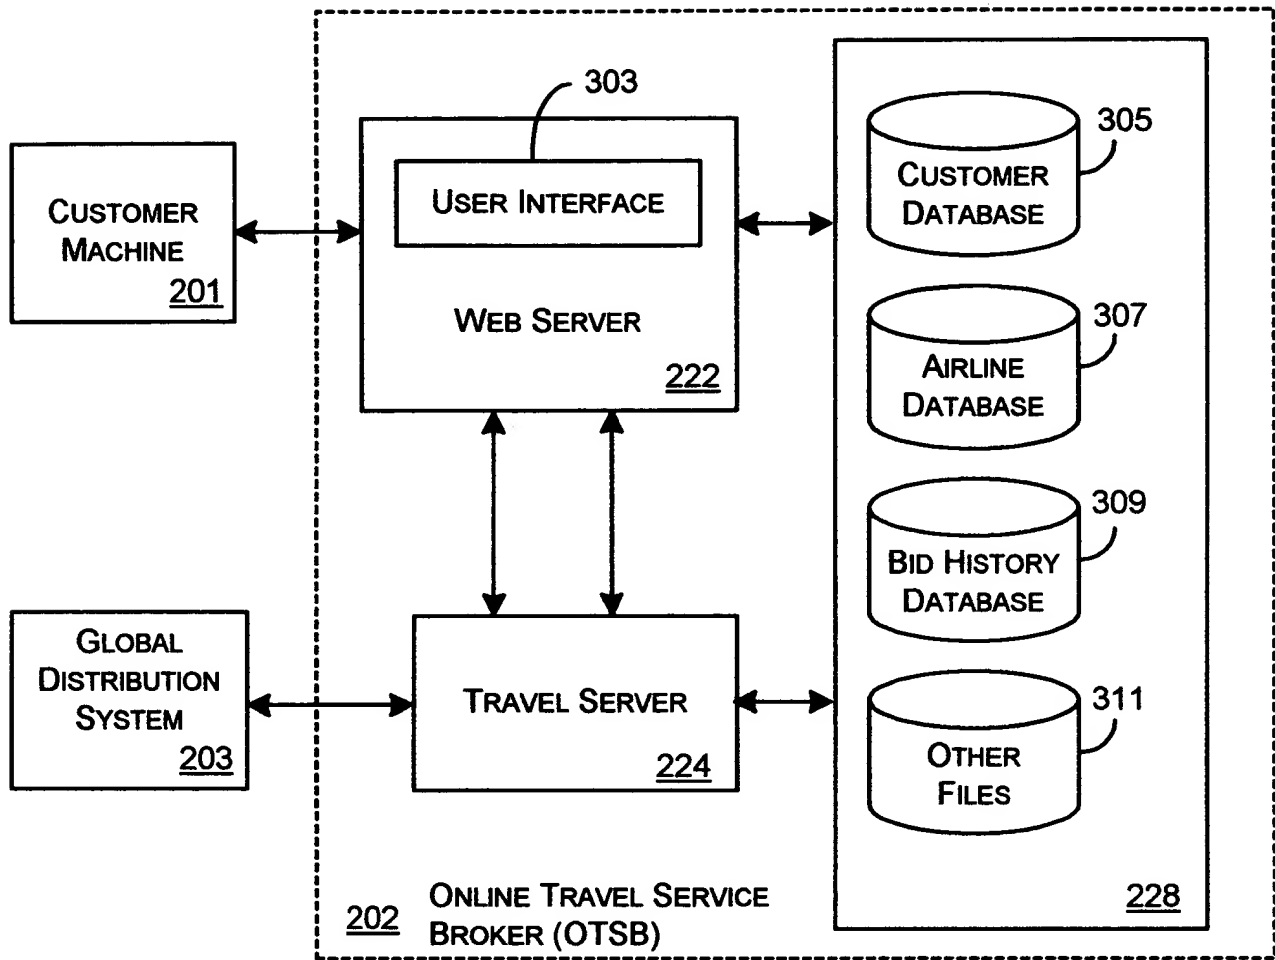 303
CUSTOMER
MACHINE
201
USER INTERFACE
WEB SERVER
222
305
CUSTOMER
DATABASE
307
AIRLINE
DATABASE
309
BID HISTORY
DATABASE
311
OTHER
FILES
228
GLOBAL
DISTRIBUTION
SYSTEM
203
TRAVEL SERVER
224
202
ONLINE TRAVEL SERVICE
BROKER (OTSB)